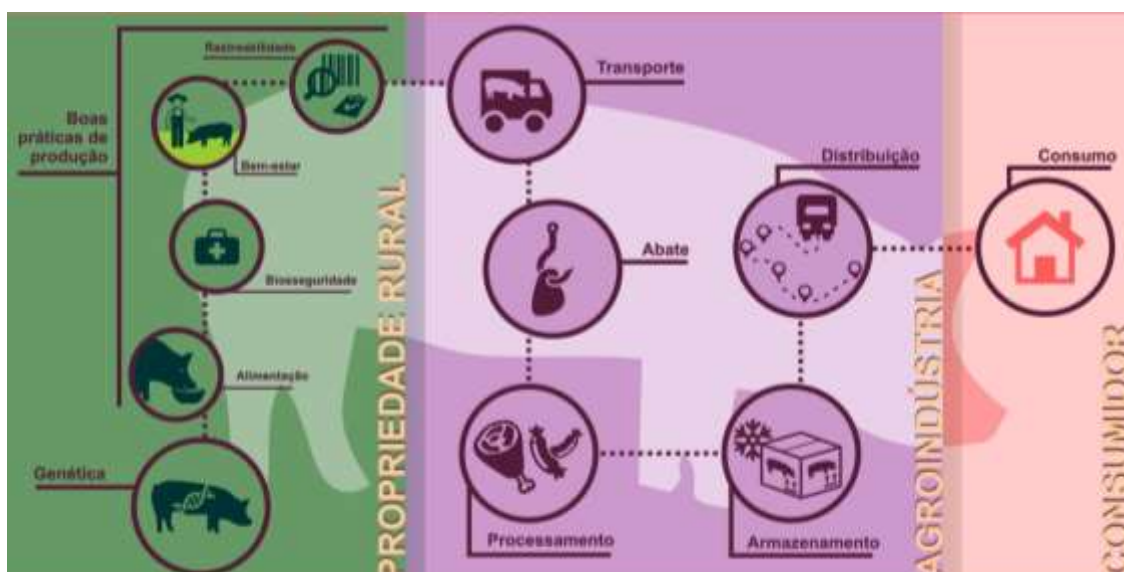 Rastreabilidade
Boas
práticas de
produção
Bem-estar
Biosseguridade
Alimentação
Genética
PROPRIEDADE RURAL
Transporte
Abate
Processamento
Distribuição
Armazenamento
AGROINDÚSTRIA
Consumo
CONSUMIDOR